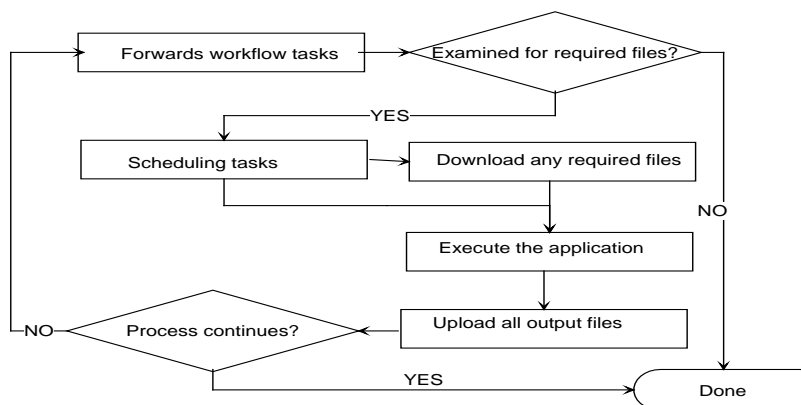 Forwards workflow tasks
Examined for required files?
YES
Scheduling tasks
Download any required files
NO
Execute the application
Upload all output files
Process continues?
NO
YES
Done